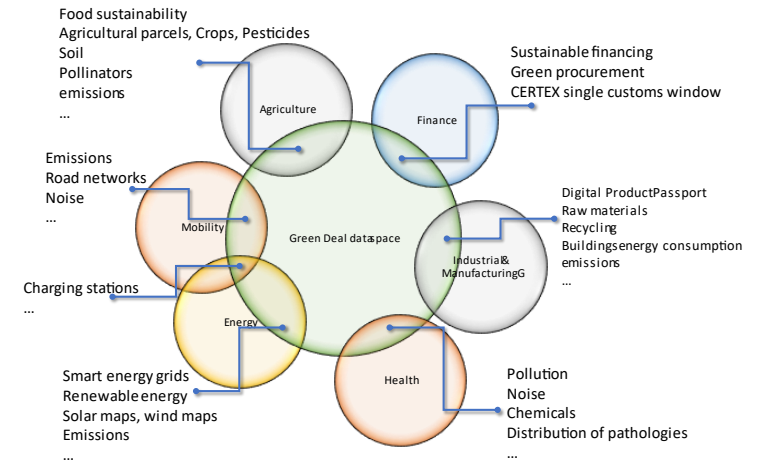 Food sustainability
Agricultural parcels, Crops, Pesticides
Soil
Pollinators
emissions
...
Agriculture
Sustainable financing
Green procurement
CERTEX single customs window
Finance
Emissions
Road networks
Noise
...
Mobility
Green Deal dataspace
Digital ProductPassport
Raw materials
Recycling
Buildingsenergy consumption
emissions
...
Industrial&
ManufacturingG
Charging stations
...
Energy
Smart energy grids
Renewable energy
Solar maps, wind maps
Emissions
...
Health
Pollution
Noise
Chemicals
Distribution of pathologies
...